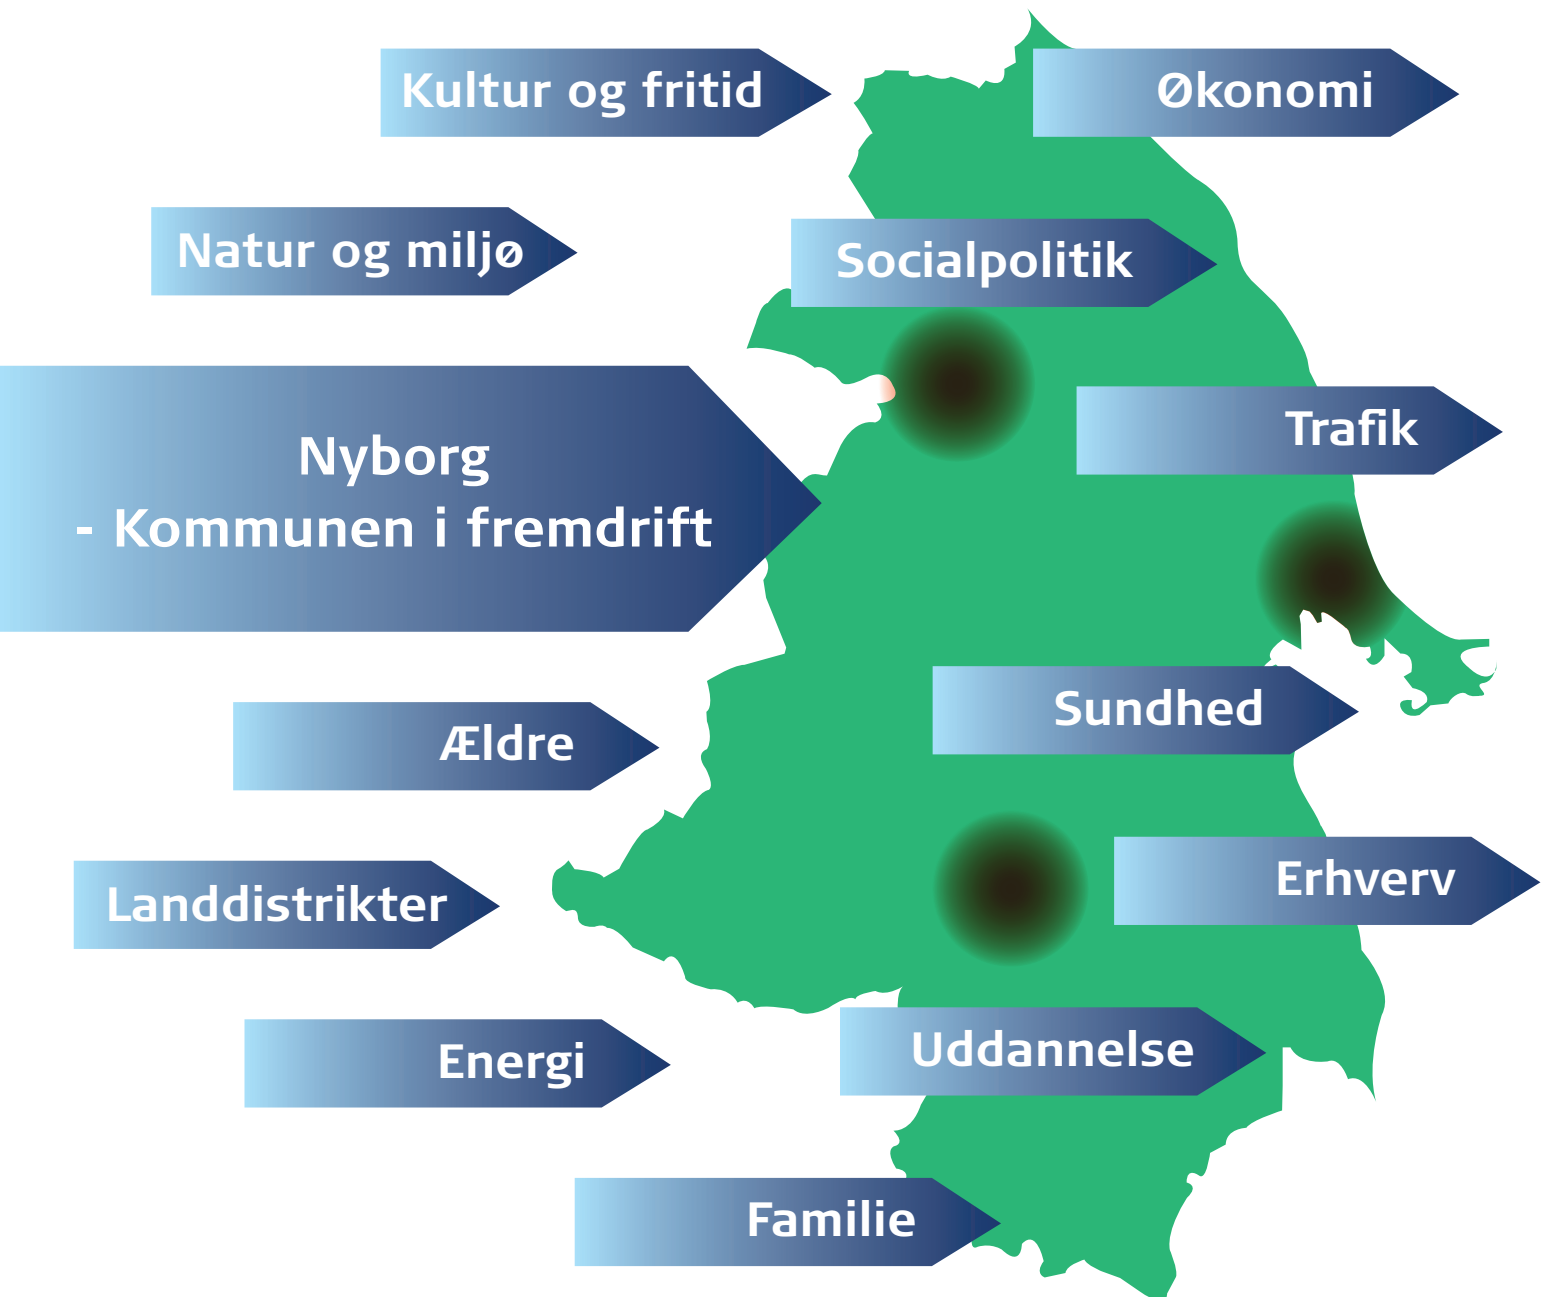 Kultur og fritid
Økonomi
Natur og miljø
Socialpolitik
Trafik
Nyborg
- Kommunen i fremdrift
Sundhed
Ældre
Erhverv
Landdistrikter
Uddannelse
Energi
Familie